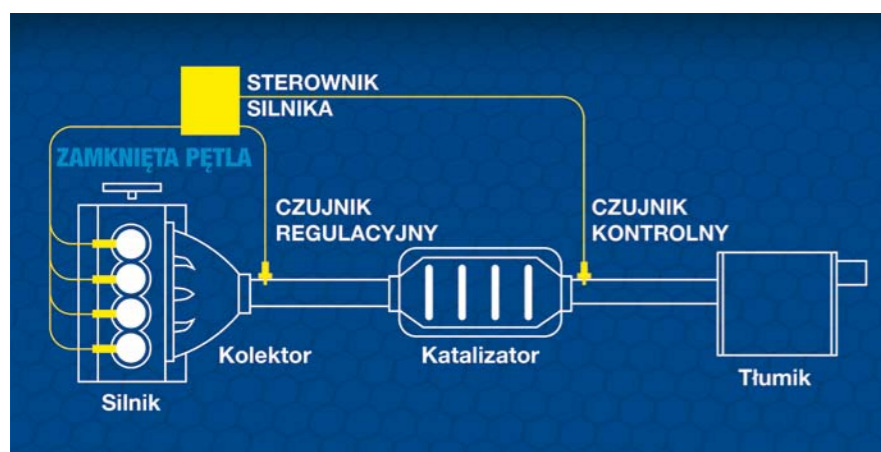 STEROWNIK
SILNIKA
ZAMKNIĘTA PĘTLA
CZUJNIK
REGULACYJNY
CZUJNIK
KONTROLNY
Kolektor
Katalizator
Tłumik
Silnik